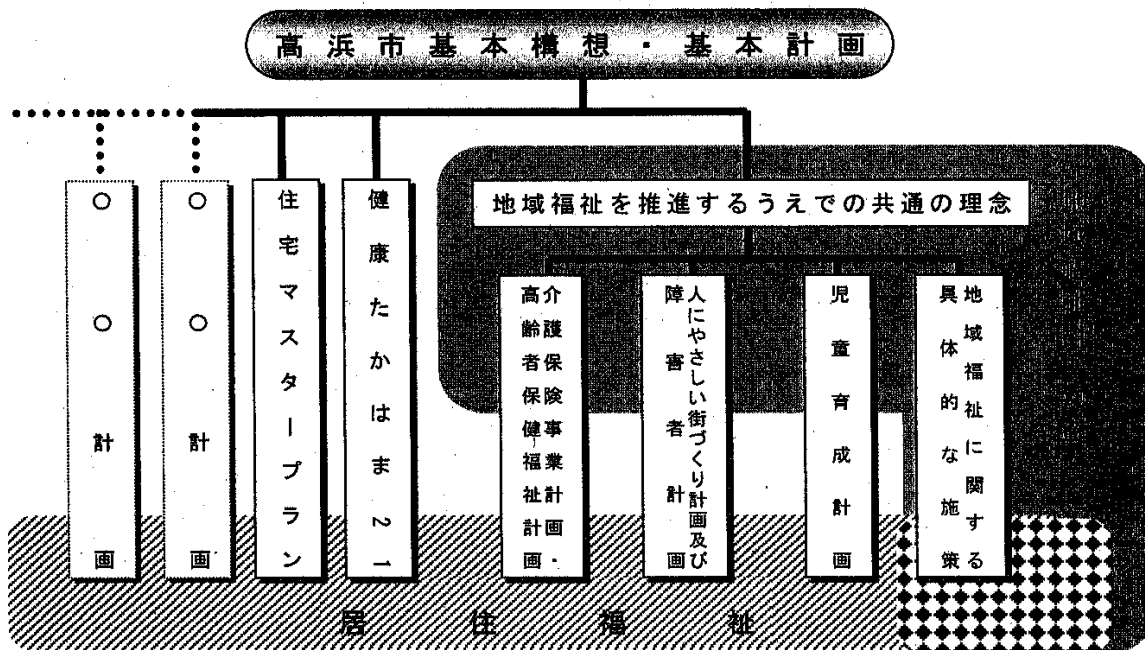 高浜市基本構想・基本計画
地域福祉を推進するうえでの共通の理念
○○計画
○○計画
住宅マスタープラン
健康たかはま21
介護保険事業計画・
高齢者保健福祉計画
人にやさしい街づくり計画及び
障害者計画
児童育成計画
地域福祉に関する
具体的な施策
居住福祉